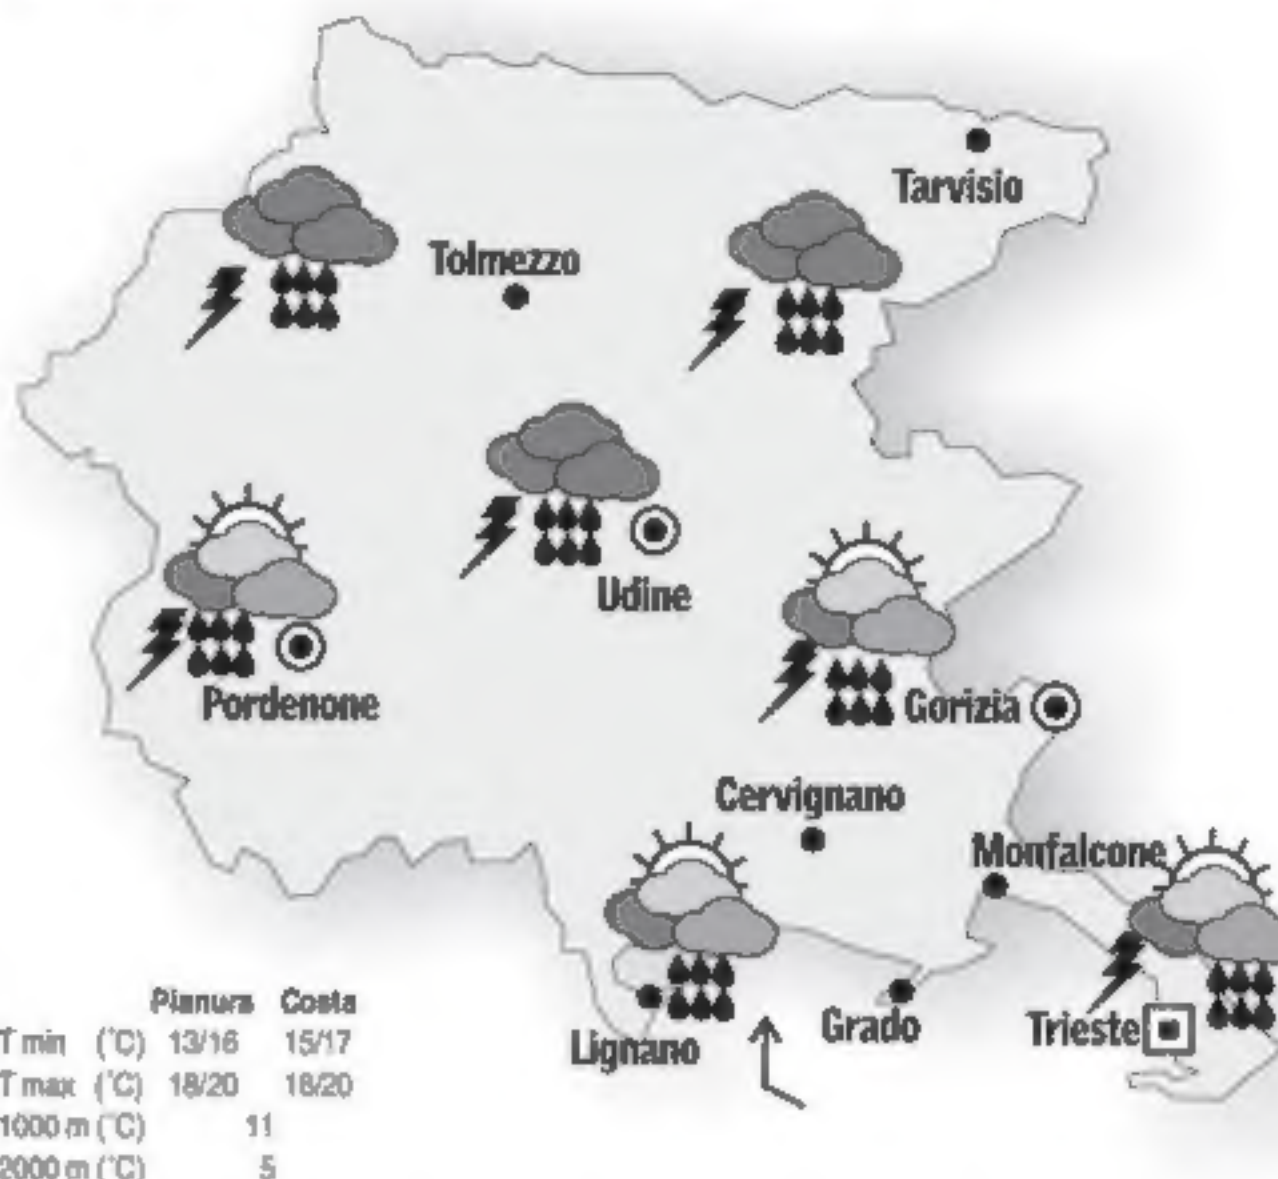 Tarvisio
Tolmezzo
Udine
Pordenone
Gorizia
Cervignano
Monfalcone
Lignano
Grado
Trieste
Pianura Costa
T min (°C) 13/16 15/17
T max (°C) 18/20 18/20
1000 m (°C) 11
2000 m (°C) 5